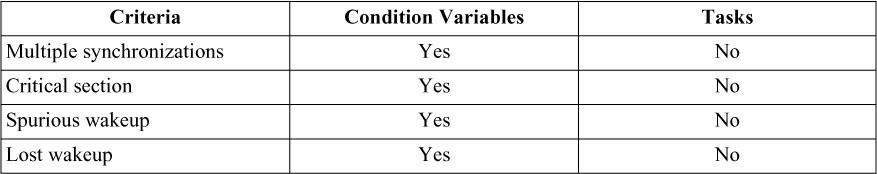 Criteria Condition Variables Tasks
Multiple synchronizations Yes No
Critical section Yes No
Spurious wakeup Yes No
Lost wakeup Yes No